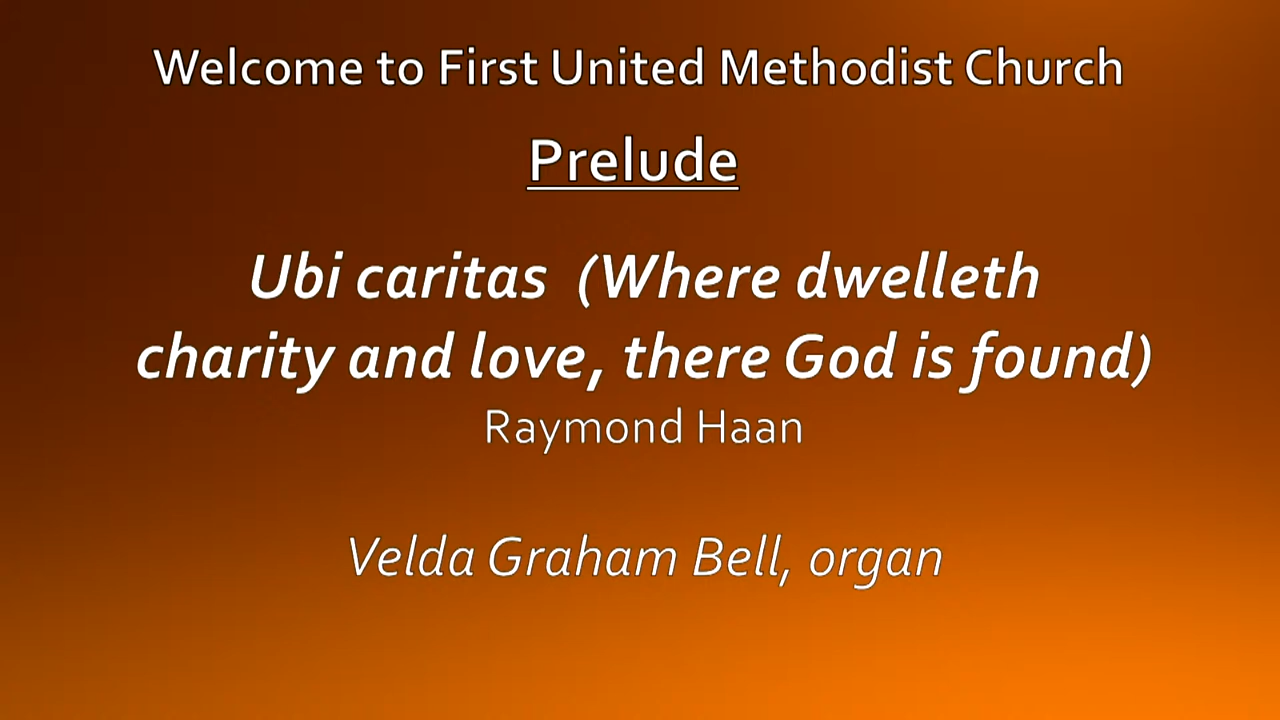 Welcome to First United Methodist Church
Prelude
Ubi caritas (Where dwelleth
charity and love, there God is found)
Raymond Haan
Velda Graham Bell, organ